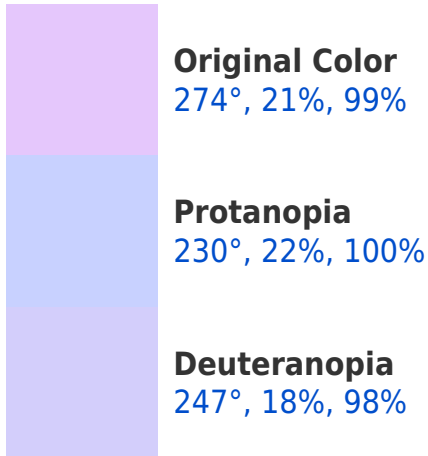 Original Color
274°, 21%, 99%
Protanopia
230°, 22%, 100%
Deuteranopia
247°, 18%, 98%